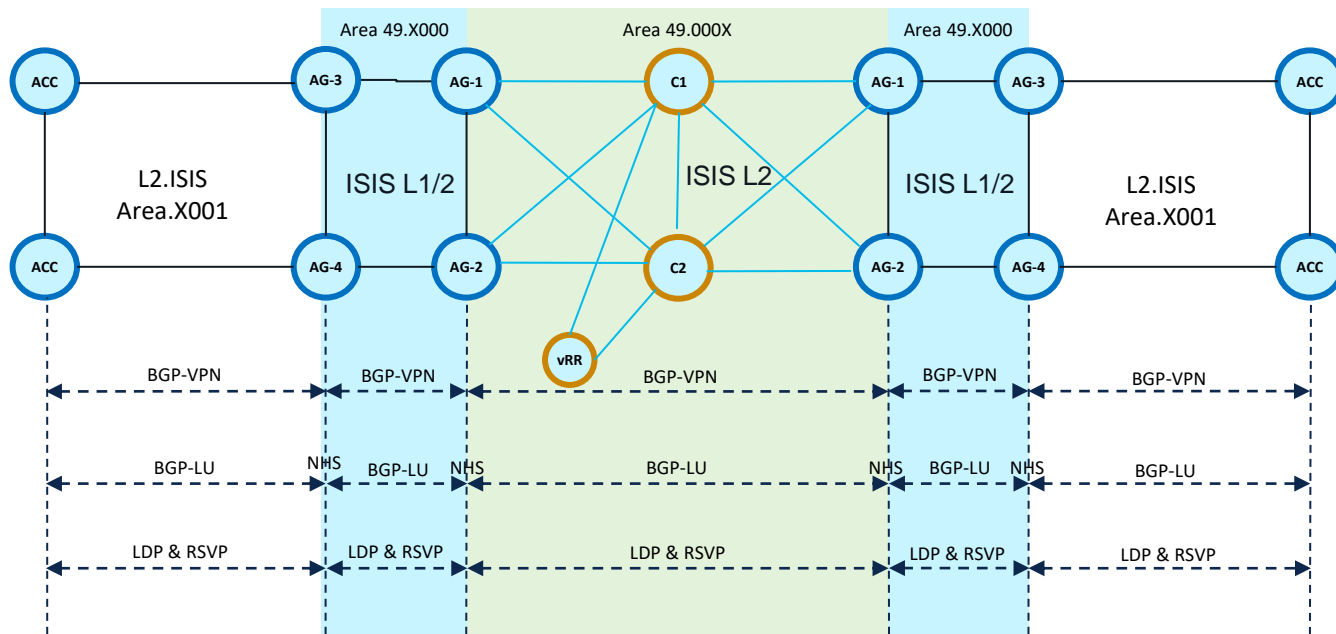 Area 49.X000
Area 49.000X
Area 49.X000
ACC
AG-3
AG-1
C1
AG-1
AG-3
ACC
L2.ISIS
Area.X001
ISIS L1/2
ISIS L2
ISIS L1/2
L2.ISIS
Area.X001
ACC
AG-4
AG-2
C2
AG-2
AG-4
ACC
vRR
BGP-VPN
BGP-VPN
BGP-VPN
BGP-VPN
BGP-VPN
BGP-LU
NHS
BGP-LU
NHS
BGP-LU
NHS
BGP-LU
NHS
BGP-LU
LDP & RSVP
LDP & RSVP
LDP & RSVP
LDP & RSVP
LDP & RSVP